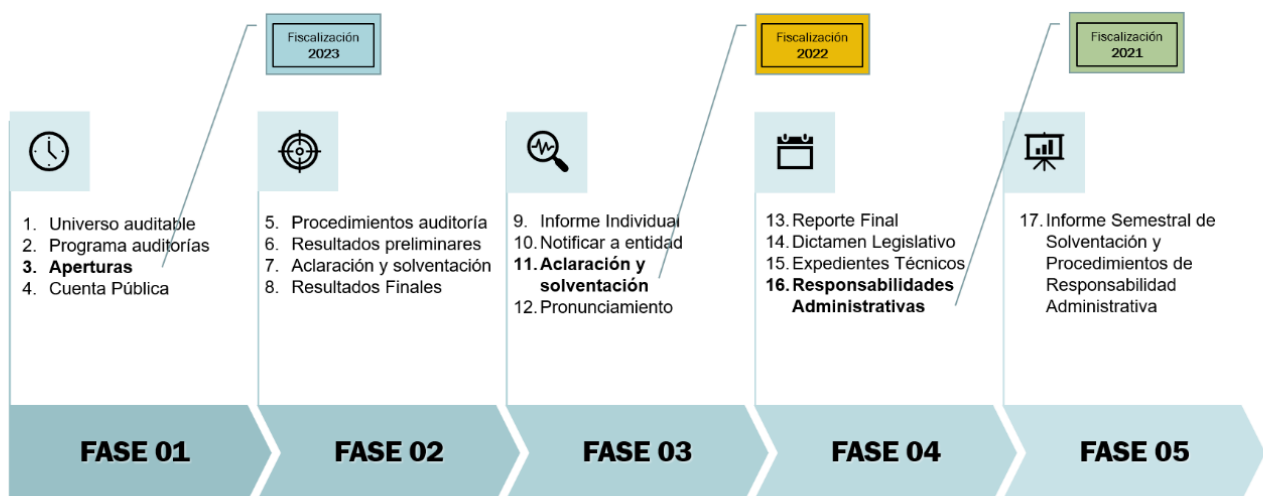 Fiscalización
2023
Fiscalización
2022
Fiscalización
2021
1. Universo auditable
2. Programa auditorías
3. Aperturas
4. Cuenta Pública
5. Procedimientos auditoría
6. Resultados preliminares
7. Aclaración y solventación
8. Resultados Finales
9. Informe Individual
10. Notificar a entidad
11. Aclaración y
solventación
12. Pronunciamiento
13. Reporte Final
14. Dictamen Legislativo
15. Expedientes Técnicos
16. Responsabilidades
Administrativas
17. Informe Semestral de
Solventación y
Procedimientos de
Responsabilidad
Administrativa
FASE 01
FASE 02
FASE 03
FASE 04
FASE 05